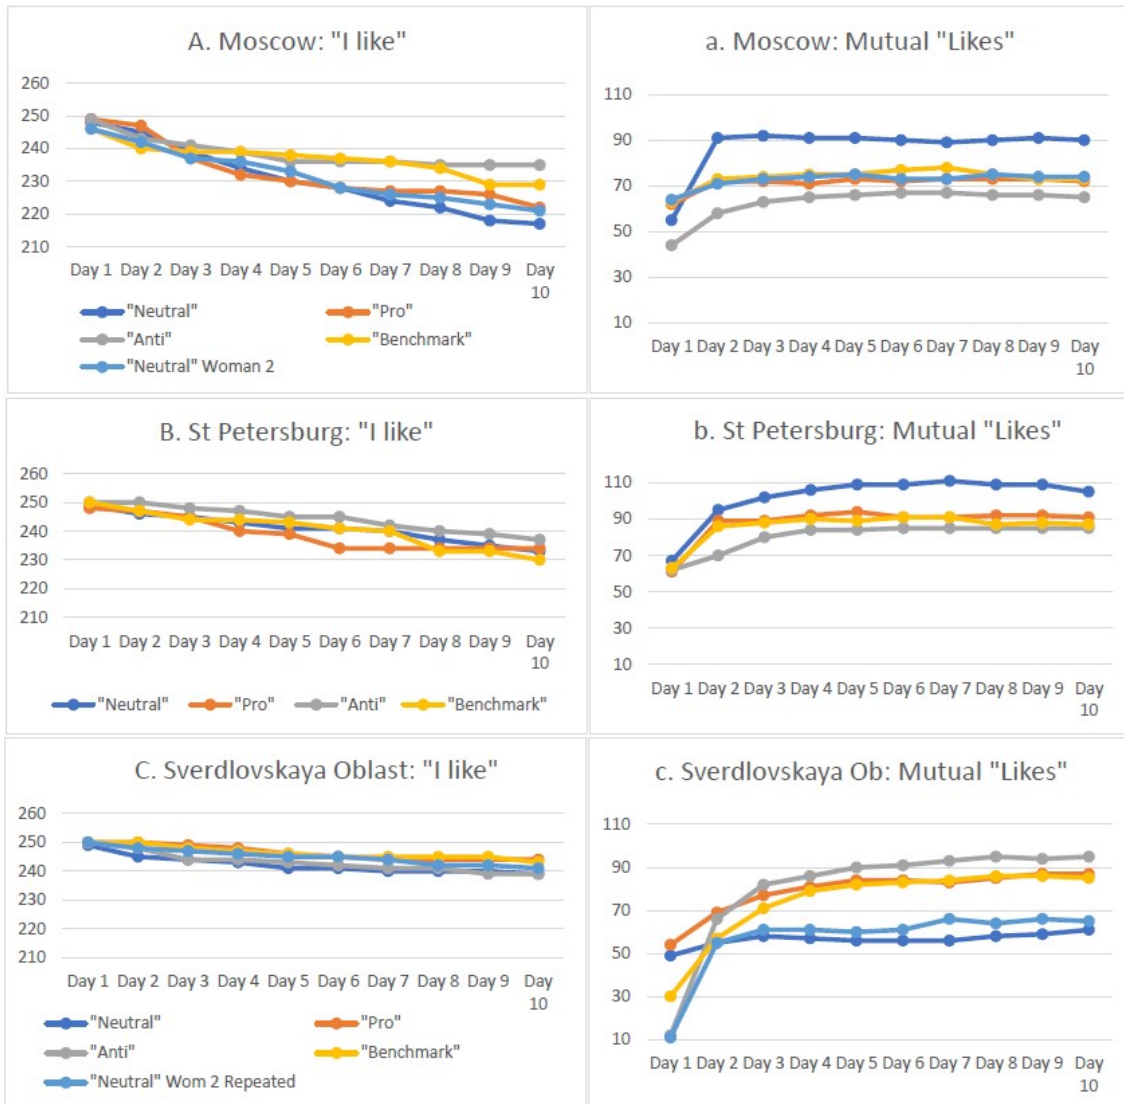 A. Moscow: "I like"
260
250
240
230
220
210
Day 1 Day 2 Day 3 Day 4 Day 5 Day 6 Day 7 Day 8 Day 9 Day
10
"Neutral" "Pro"
"Anti" "Benchmark"
"Neutral" Woman 2
a. Moscow: Mutual "Likes"
110
90
70
50
30
10
Day 1 Day 2 Day 3 Day 4 Day 5 Day 6 Day 7 Day 8 Day 9 Day
10
B. St Petersburg: "I like"
260
250
240
230
220
210
Day 1 Day 2 Day 3 Day 4 Day 5 Day 6 Day 7 Day 8 Day 9 Day
10
"Neutral" "Pro" "Anti" "Benchmark"
b. St Petersburg: Mutual "Likes"
110
90
70
50
30
10
Day 1 Day 2 Day 3 Day 4 Day 5 Day 6 Day 7 Day 8 Day 9 Day
10
C. Sverdlovskaya Oblast: "I like"
260
250
240
230
220
210
Day 1 Day 2 Day 3 Day 4 Day 5 Day 6 Day 7 Day 8 Day 9 Day
10
"Neutral" "Pro"
"Anti" "Benchmark"
"Neutral" Wom 2 Repeated
c. Sverdlovskaya Ob: Mutual "Likes"
110
90
70
50
30
10
Day 1 Day 2 Day 3 Day 4 Day 5 Day 6 Day 7 Day 8 Day 9 Day
10